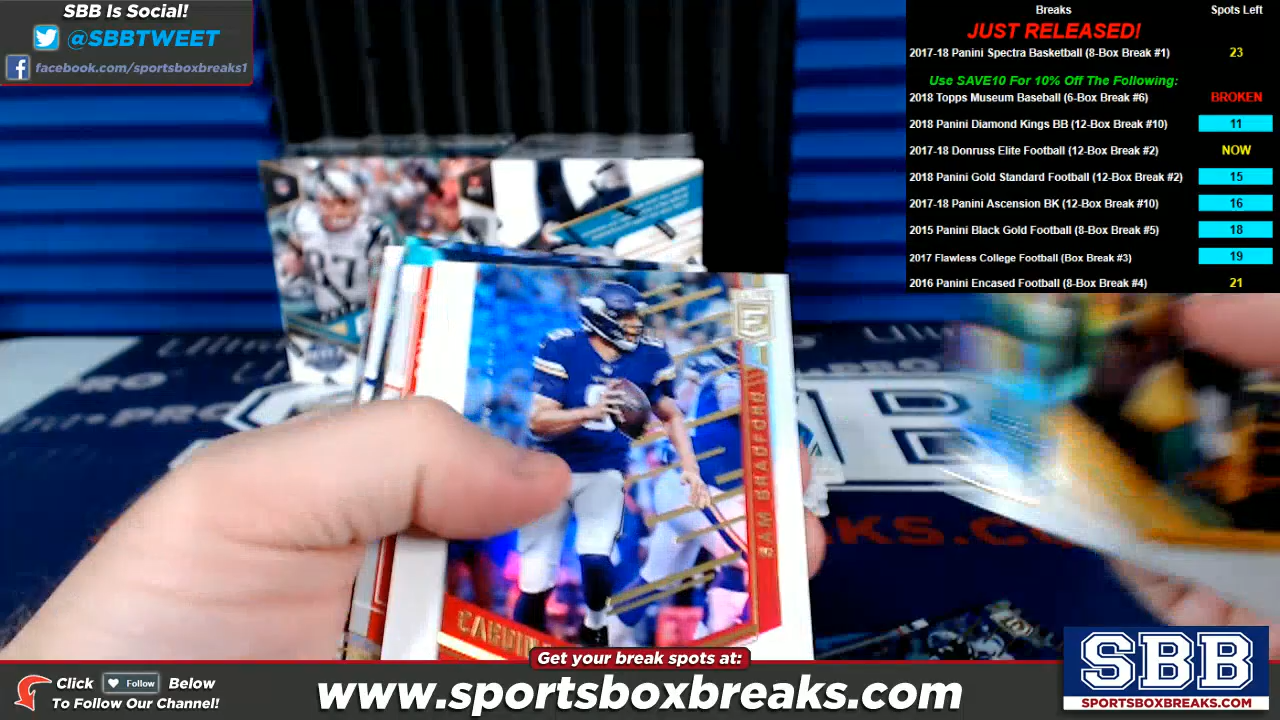 SBB Is Social!
@SBBTWEET
facebook.com/sportsboxbreaks1
Breaks Spots Left
JUST RELEASED!
2017-18 Panini Spectra Basketball (8-Box Break #1) 23
Use SAVE10 For 10% Off The Following:
2018 Topps Museum Baseball (6-Box Break #6) BROKEN
2018 Panini Diamond Kings BB (12-Box Break #10) 11
2017-18 Donruss Elite Football (12-Box Break #2) NOW
2018 Panini Gold Standard Football (12-Box Break #2) 15
2017-18 Panini Ascension BK (12-Box Break #10) 16
2015 Panini Black Gold Football (8-Box Break #5) 18
2017 Flawless College Football (Box Break #3) 19
2016 Panini Encased Football (8-Box Break #4) 21
E
SAM BRADFORD
Get your break spots at:
Click Follow Below
To Follow Our Channel!
www.sportsboxbreaks.com
SBB
SPORTSBOXBREAKS.COM